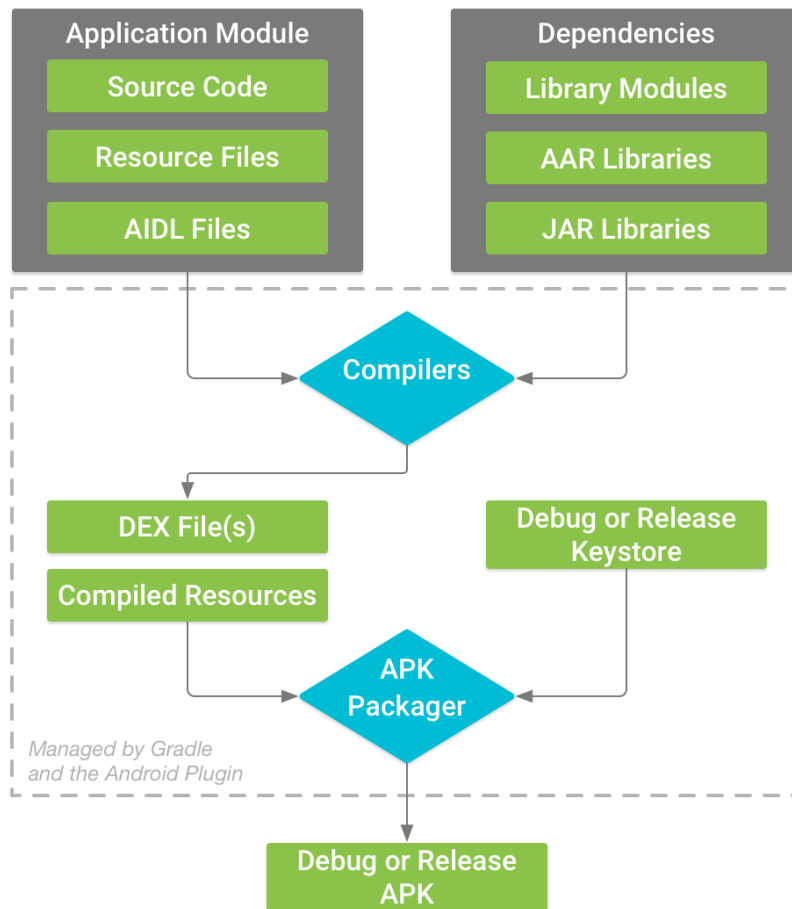 Application Module
Source Code
Resource Files
AIDL Files
Dependencies
Library Modules
AAR Libraries
JAR Libraries
Compilers
DEX File(s)
Compiled Resources
Debug or Release
Keystore
APK
Packager
Managed by Gradle
and the Android Plugin
Debug or Release
APK